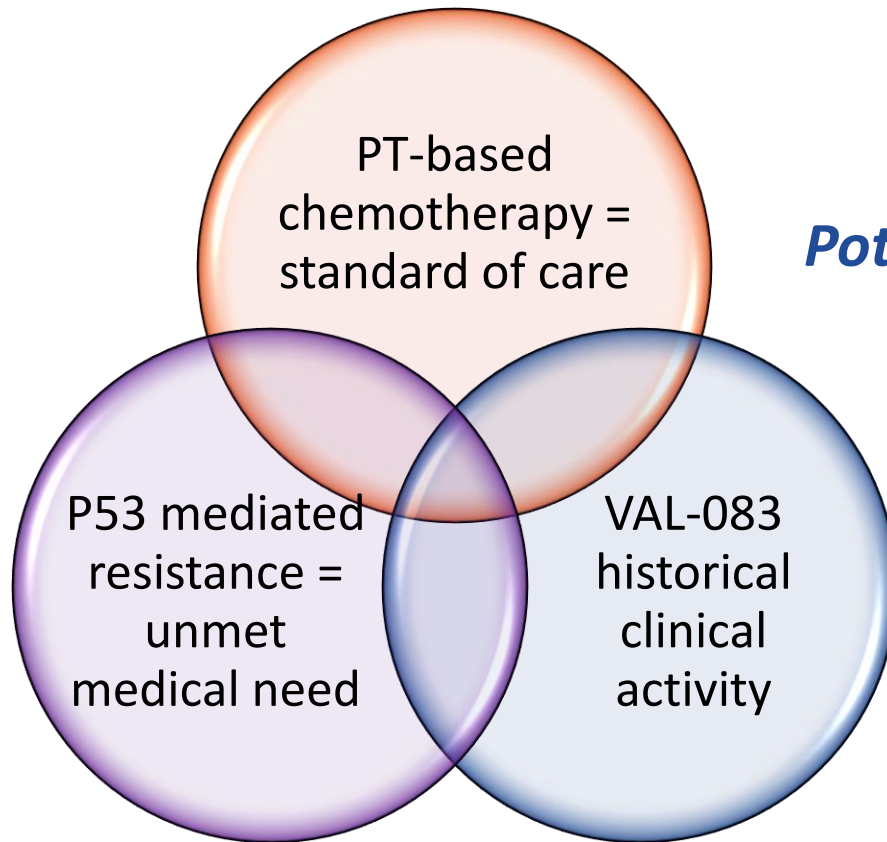 PT-based
chemotherapy =
standard of care
Pot
P53 mediated
resistance =
unmet
medical need
VAL-083
historical
clinical
activity